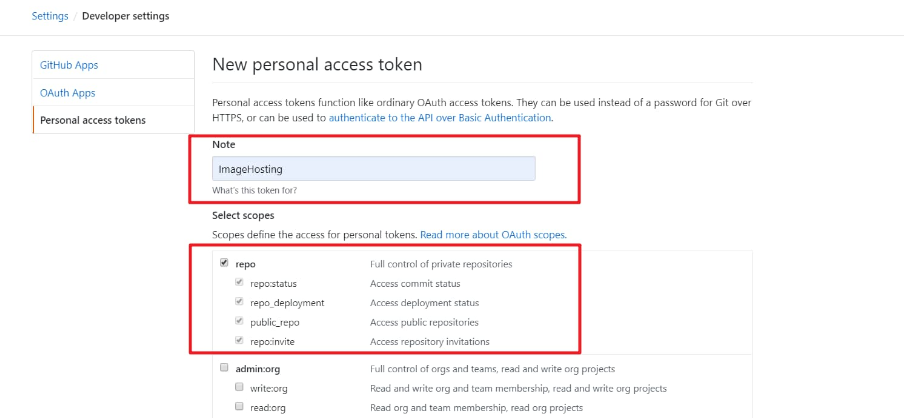 Settings / Developer settings
GitHub Apps
OAuth Apps
Personal access tokens
New personal access token
Personal access tokens function like ordinary OAuth access tokens. They can be used instead of a password for Git over
HTTPS, or can be used to authenticate to the API over Basic Authentication.
Note
ImageHosting
What's this token for?
Select scopes
Scopes define the access for personal tokens. Read more about OAuth scopes.
repo Full control of private repositories
repo:status Access commit status
repo_deployment Access deployment status
public_repo Access public repositories
repo:invite Access repository invitations
admin:org Full control of orgs and teams, read and write org projects
write:org Read and write org and team membership, read and write org projects
read:org Read org and team membership, read org projects